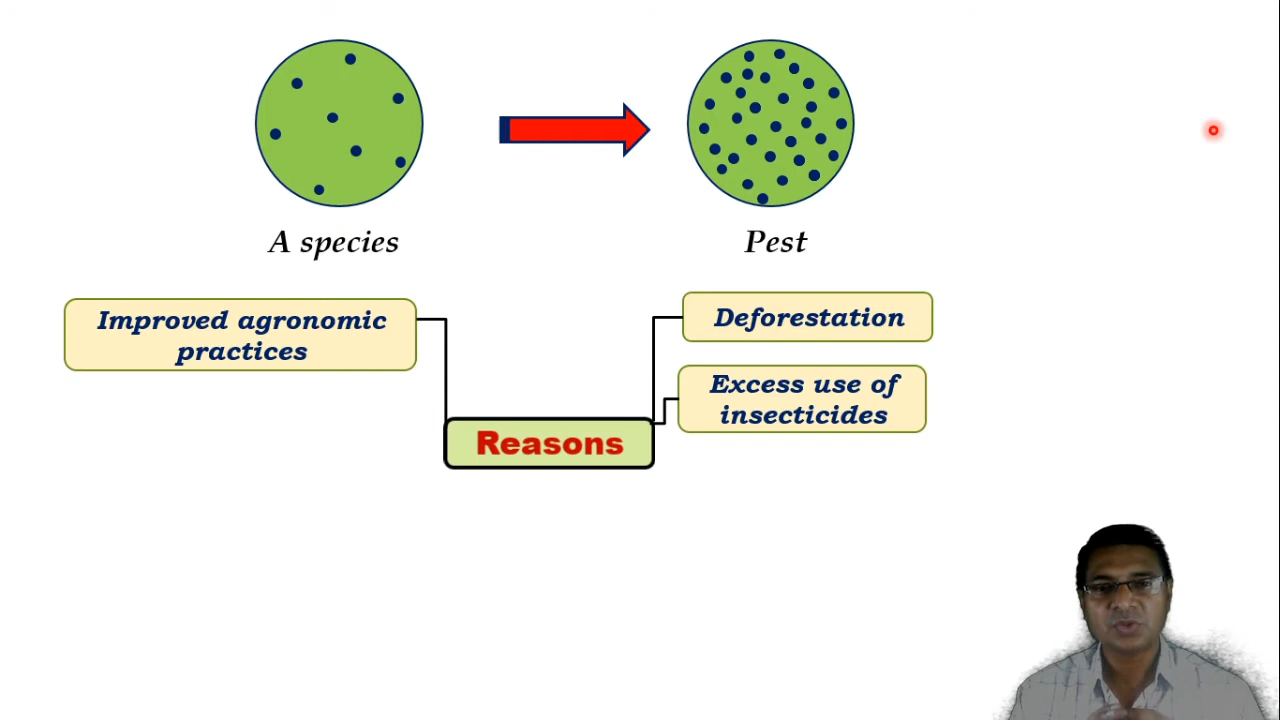 A species
Pest
Improved agronomic
practices
Deforestation
Excess use of
insecticides
Reasons